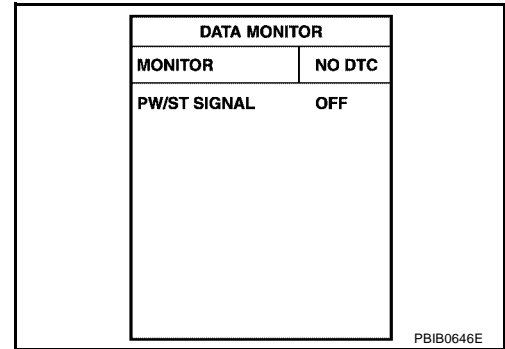 DATA MONITOR
MONITOR NO DTC
PW/ST SIGNAL OFF
PBIB0646E